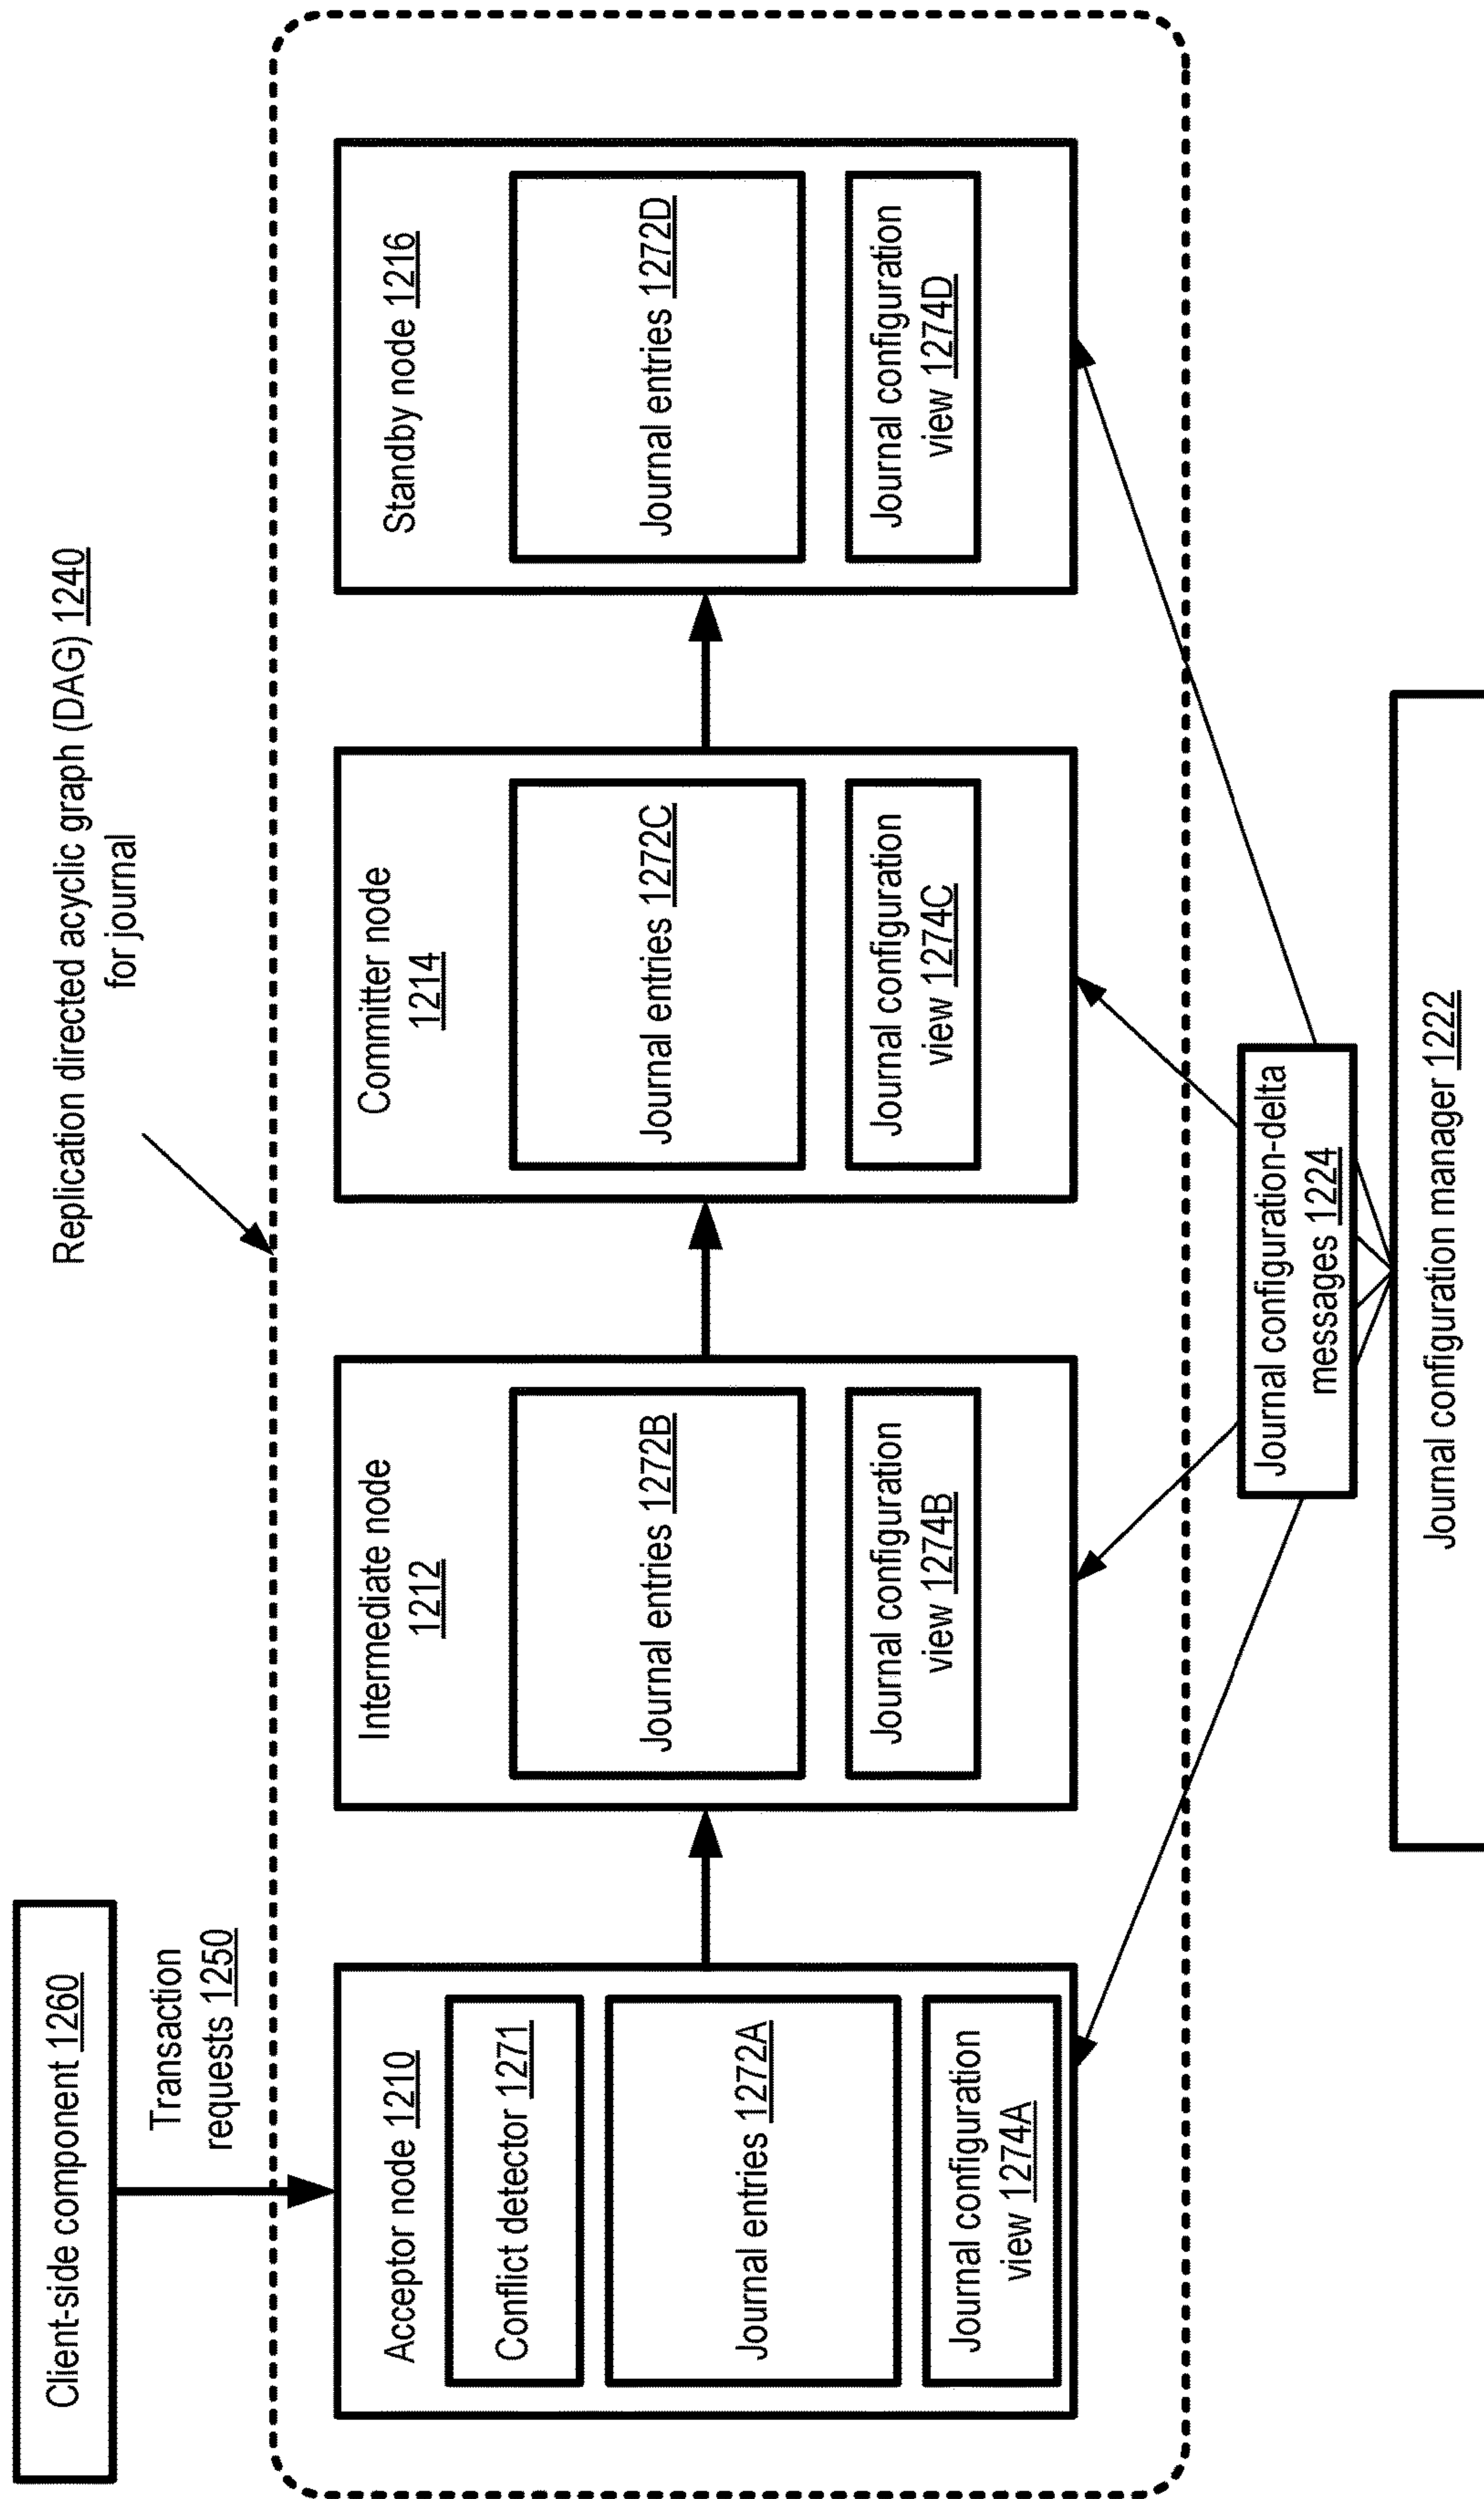 Replication directed acyclic graph (DAG) 1240
for journal
Client-side component 1260
Transaction
requests 1250
Acceptor node 1210
Conflict detector 1271
Journal entries 1272A
Journal configuration
view 1274A
Intermediate node
1212
Journal entries 1272B
Journal configuration
view 1274B
Committer node
1214
Journal entries 1272C
Journal configuration
view 1274C
Standby node 1216
Journal entries 1272D
Journal configuration
view 1274D
Journal configuration-delta
messages 1224
Journal configuration manager 1222